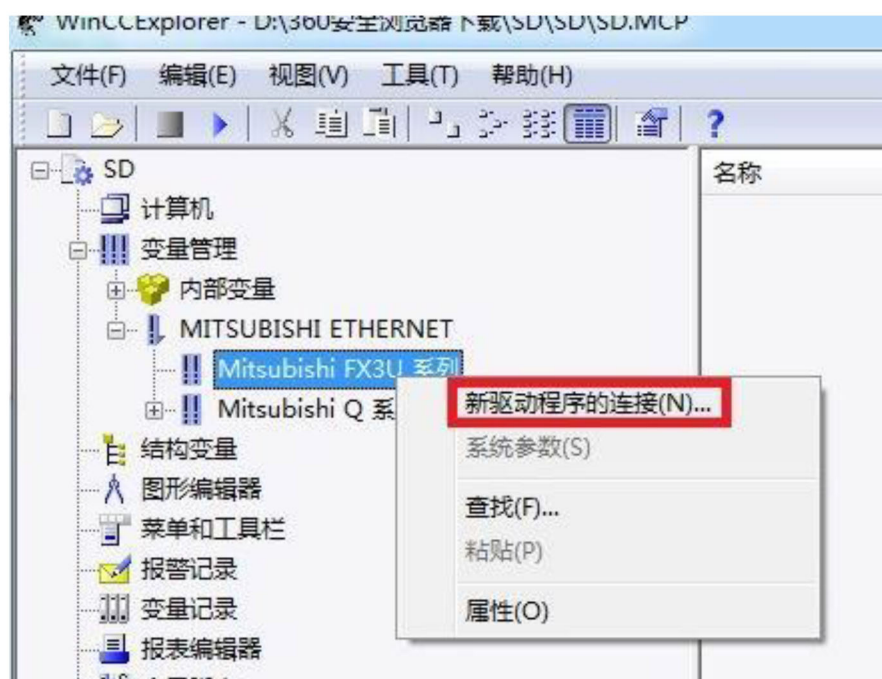 WinCCExplorer - D:\360安全浏览器下载\SD\SD\SD.MCP
文件(F) 编辑(E) 视图(V) 工具(T) 帮助(H)
SD
名称
计算机
变量管理
内部变量
MITSUBISHI ETHERNET
Mitsubishi FX3U 系列
Mitsubishi Q 系
新驱动程序的连接(N)...
系统参数(S)
查找(F)...
粘贴(P)
属性(O)
结构变量
图形编辑器
菜单和工具栏
报警记录
变量记录
报表编辑器